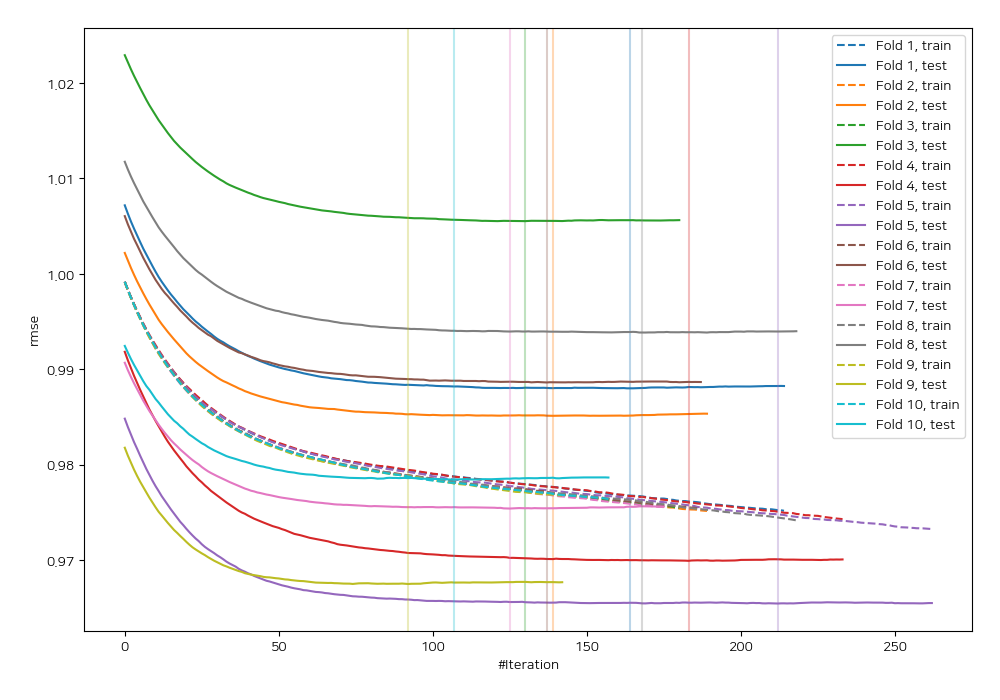 1.02
1.01
1.00
0.99
0.98
0.97
rmse
0
50
100
150
200
250
#Iteration
Fold 1, train
Fold 1, test
Fold 2, train
Fold 2, test
Fold 3, train
Fold 3, test
Fold 4, train
Fold 4, test
Fold 5, train
Fold 5, test
Fold 6, train
Fold 6, test
Fold 7, train
Fold 7, test
Fold 8, train
Fold 8, test
Fold 9, train
Fold 9, test
Fold 10, train
Fold 10, test